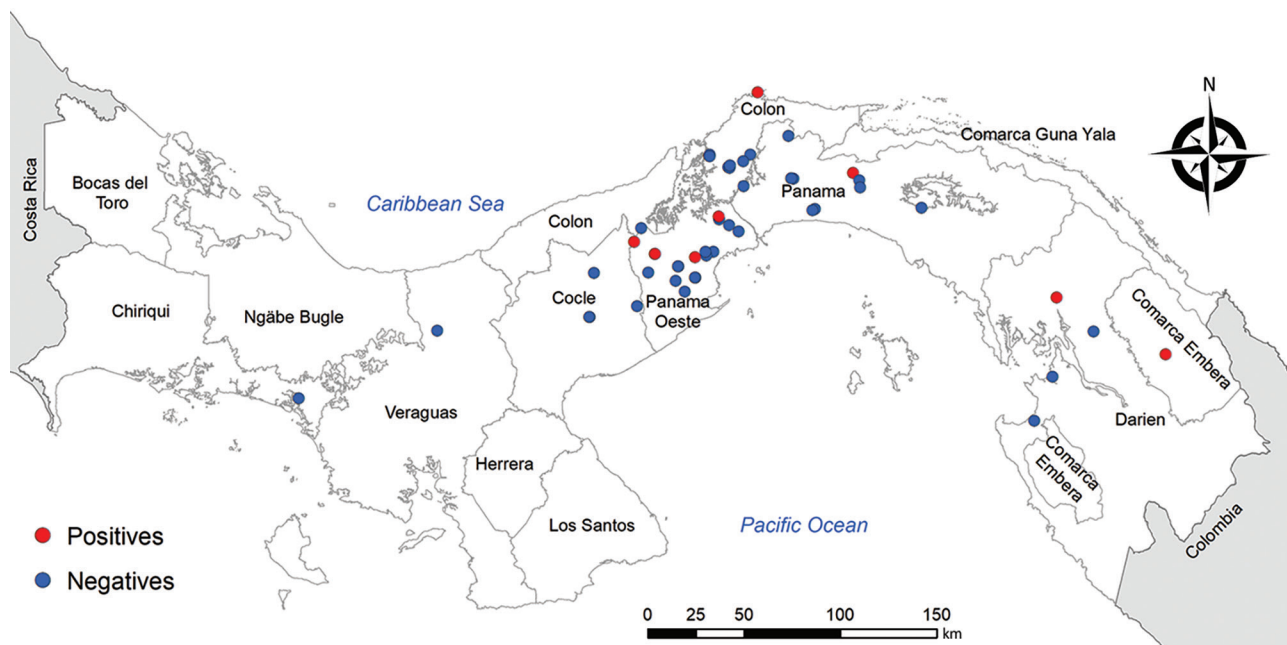 N
Colon
Comarca Guna Yala
Costa Rica
Bocas del
Toro
Caribbean Sea
Panama
Colon
Chiriqui
Ngäbe Bugle
Cocle
Panama
Oeste
Comarca Embera
Veraguas
Darien
Herrera
Comarca
Embera
Los Santos
Pacific Ocean
Colombia
Positives
Negatives
0 25 50 100 150
km